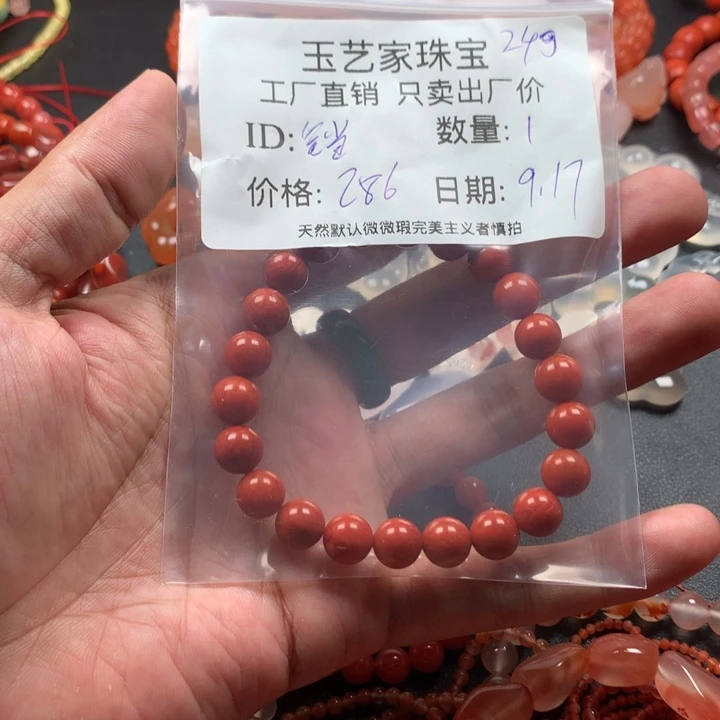 玉艺家珠宝 24g
工厂直销 只卖出厂价
ID: 数量: 1
价格: 286 日期: 9.17
天然默认微微瑕完美主义者慎拍